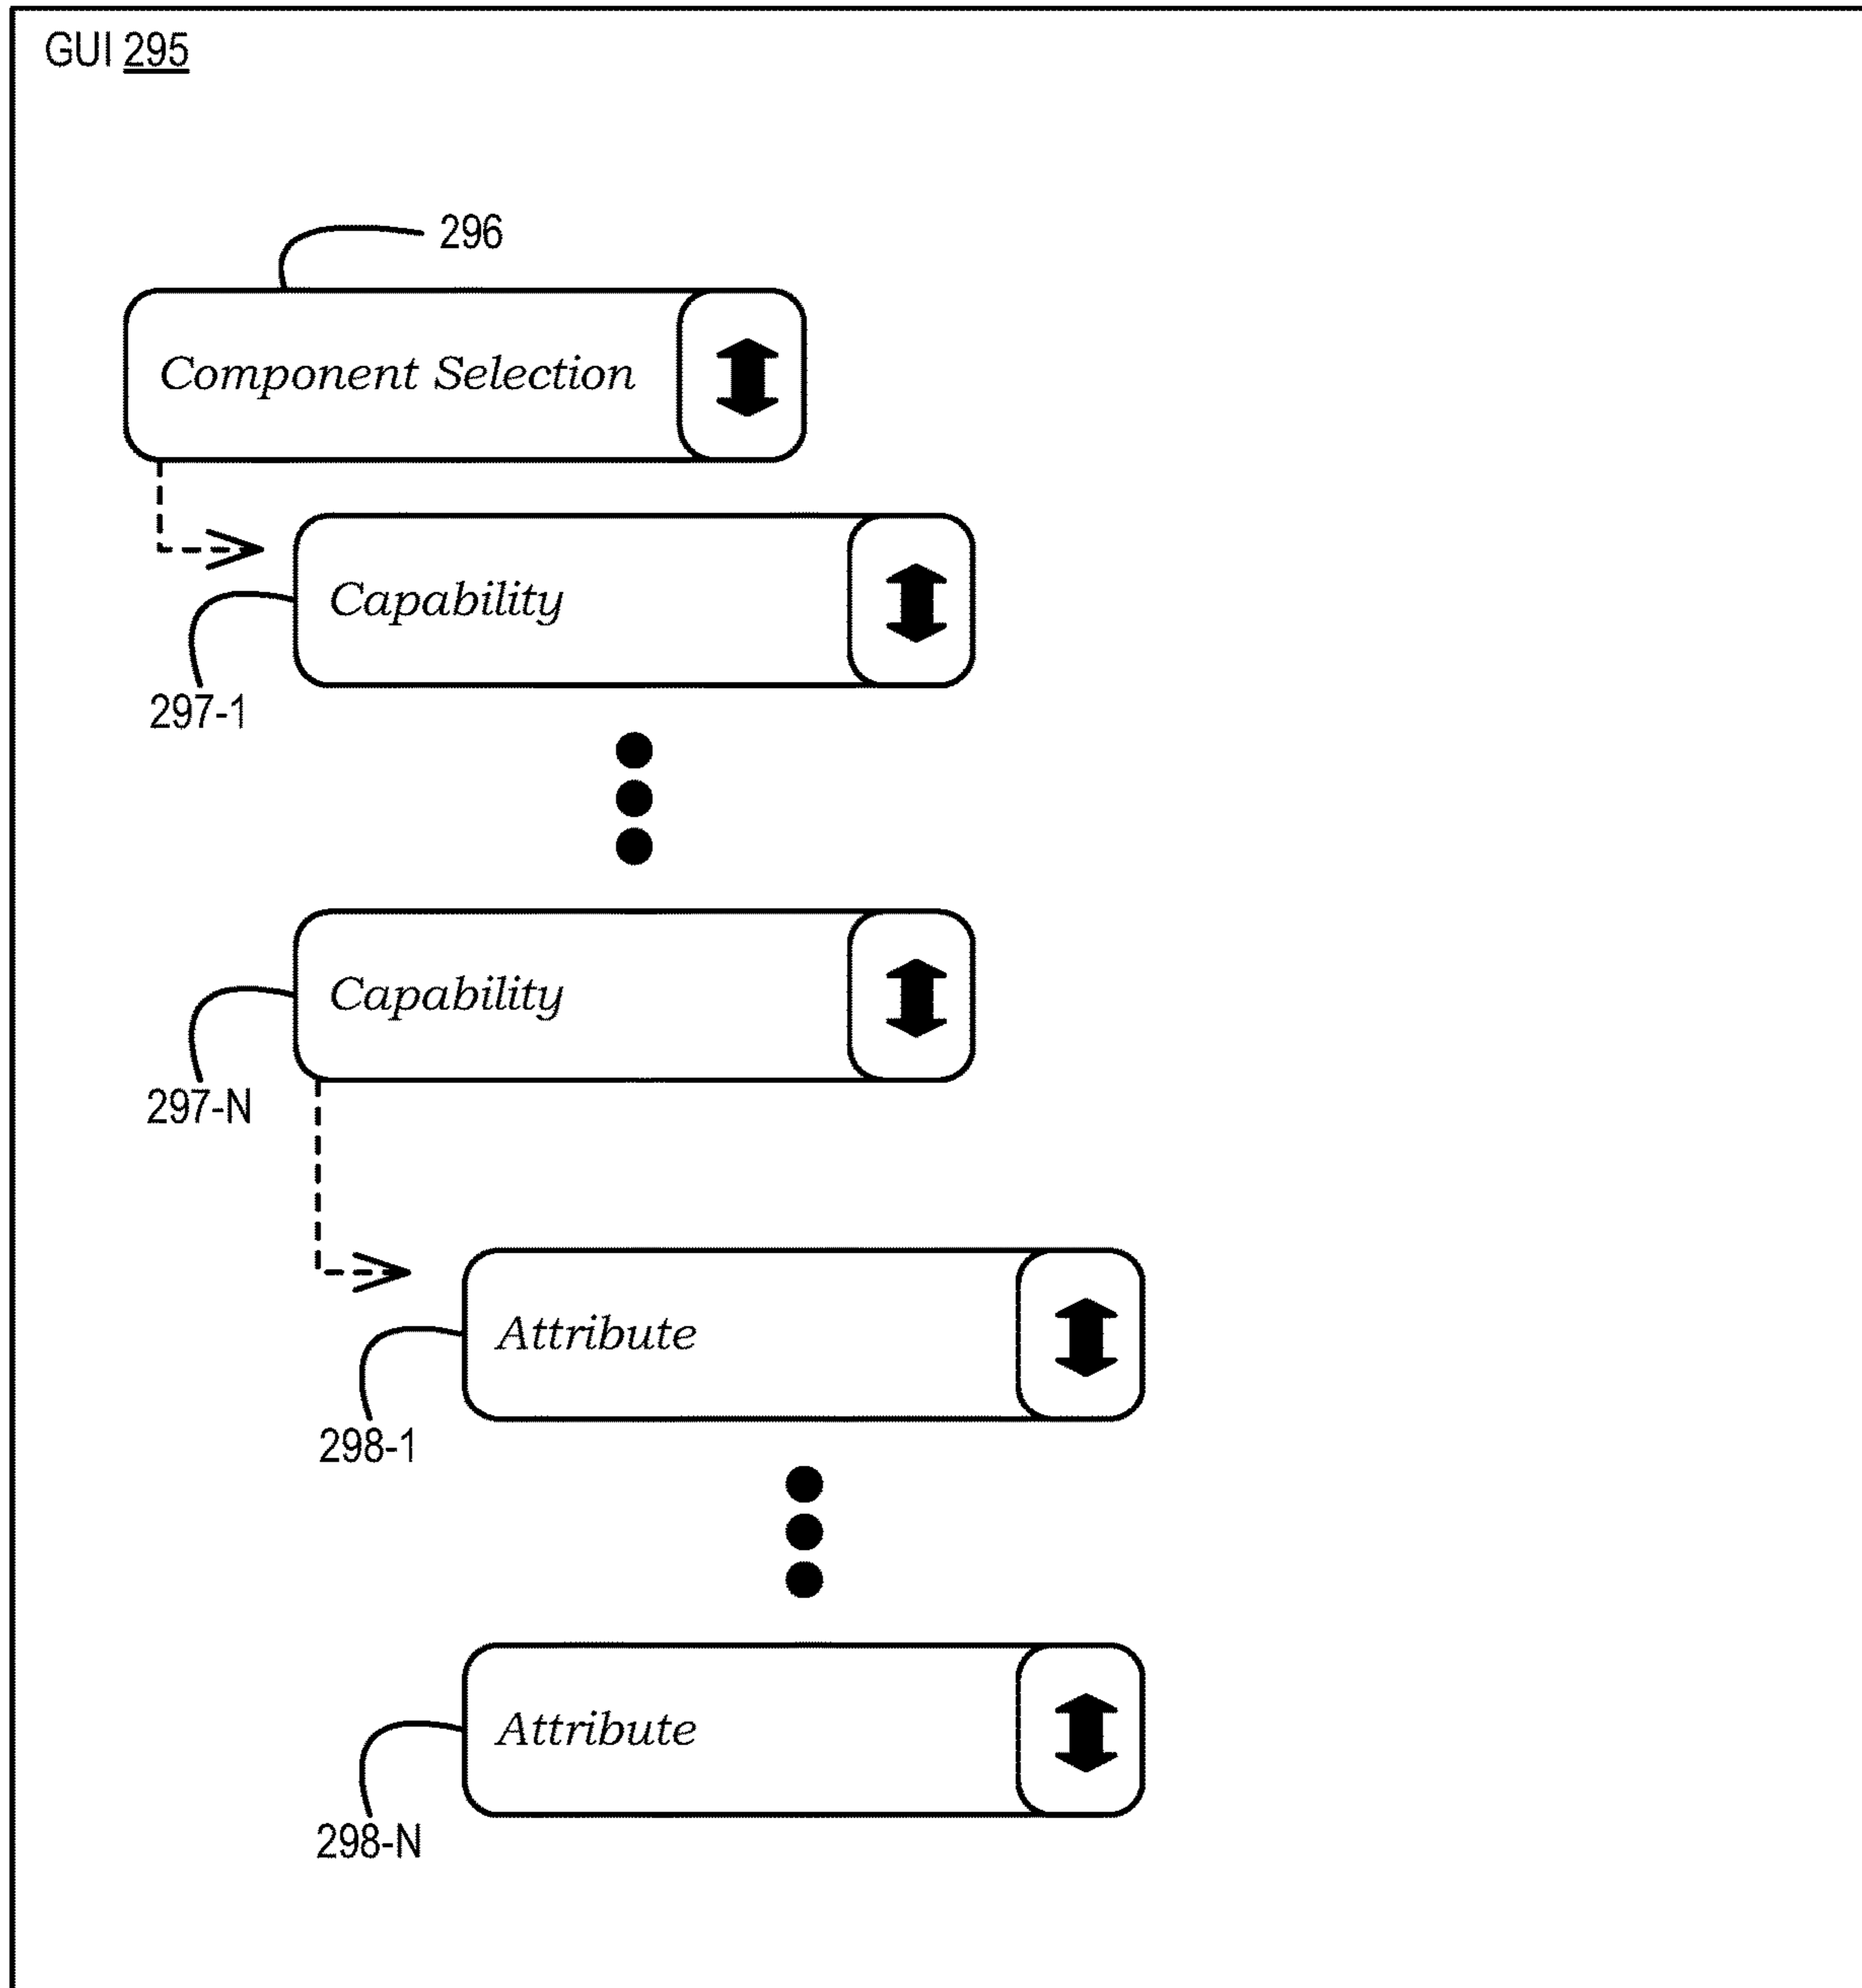 GUI 295
296
Component Selection
Capability
297-1
Capability
297-N
Attribute
298-1
Attribute
298-N